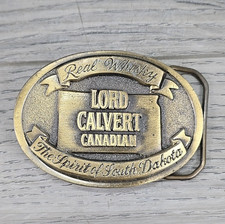 Real Whisky
LORD
CALVERT
CANADIAN
The Spirit of South Dakota